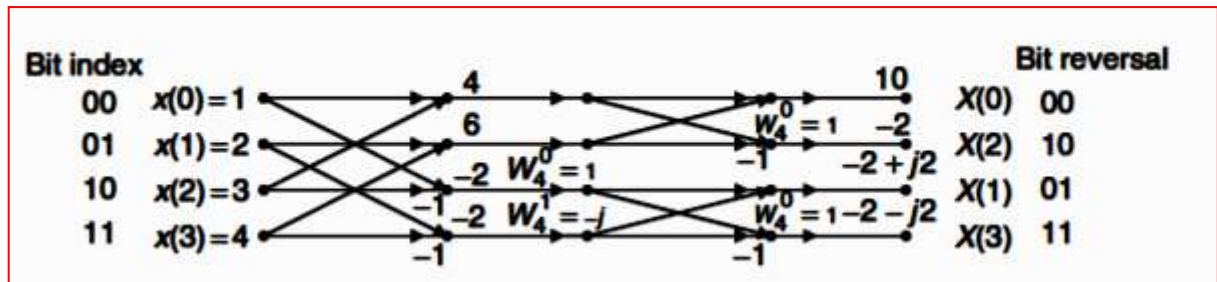 Bit index
Bit reversal
4
10
00 x(0) = 1
X(0) 00
W₄⁰ = 1
6
-2
01 x(1) = 2
X(2) 10
-1
-2 + j2
-2 W₄⁰ = 1
10 x(2) = 3
X(1) 01
-1
-2 W₄¹ = -j
W₄⁰ = 1 -2 - j2
11 x(3) = 4
X(3) 11
-1
-1